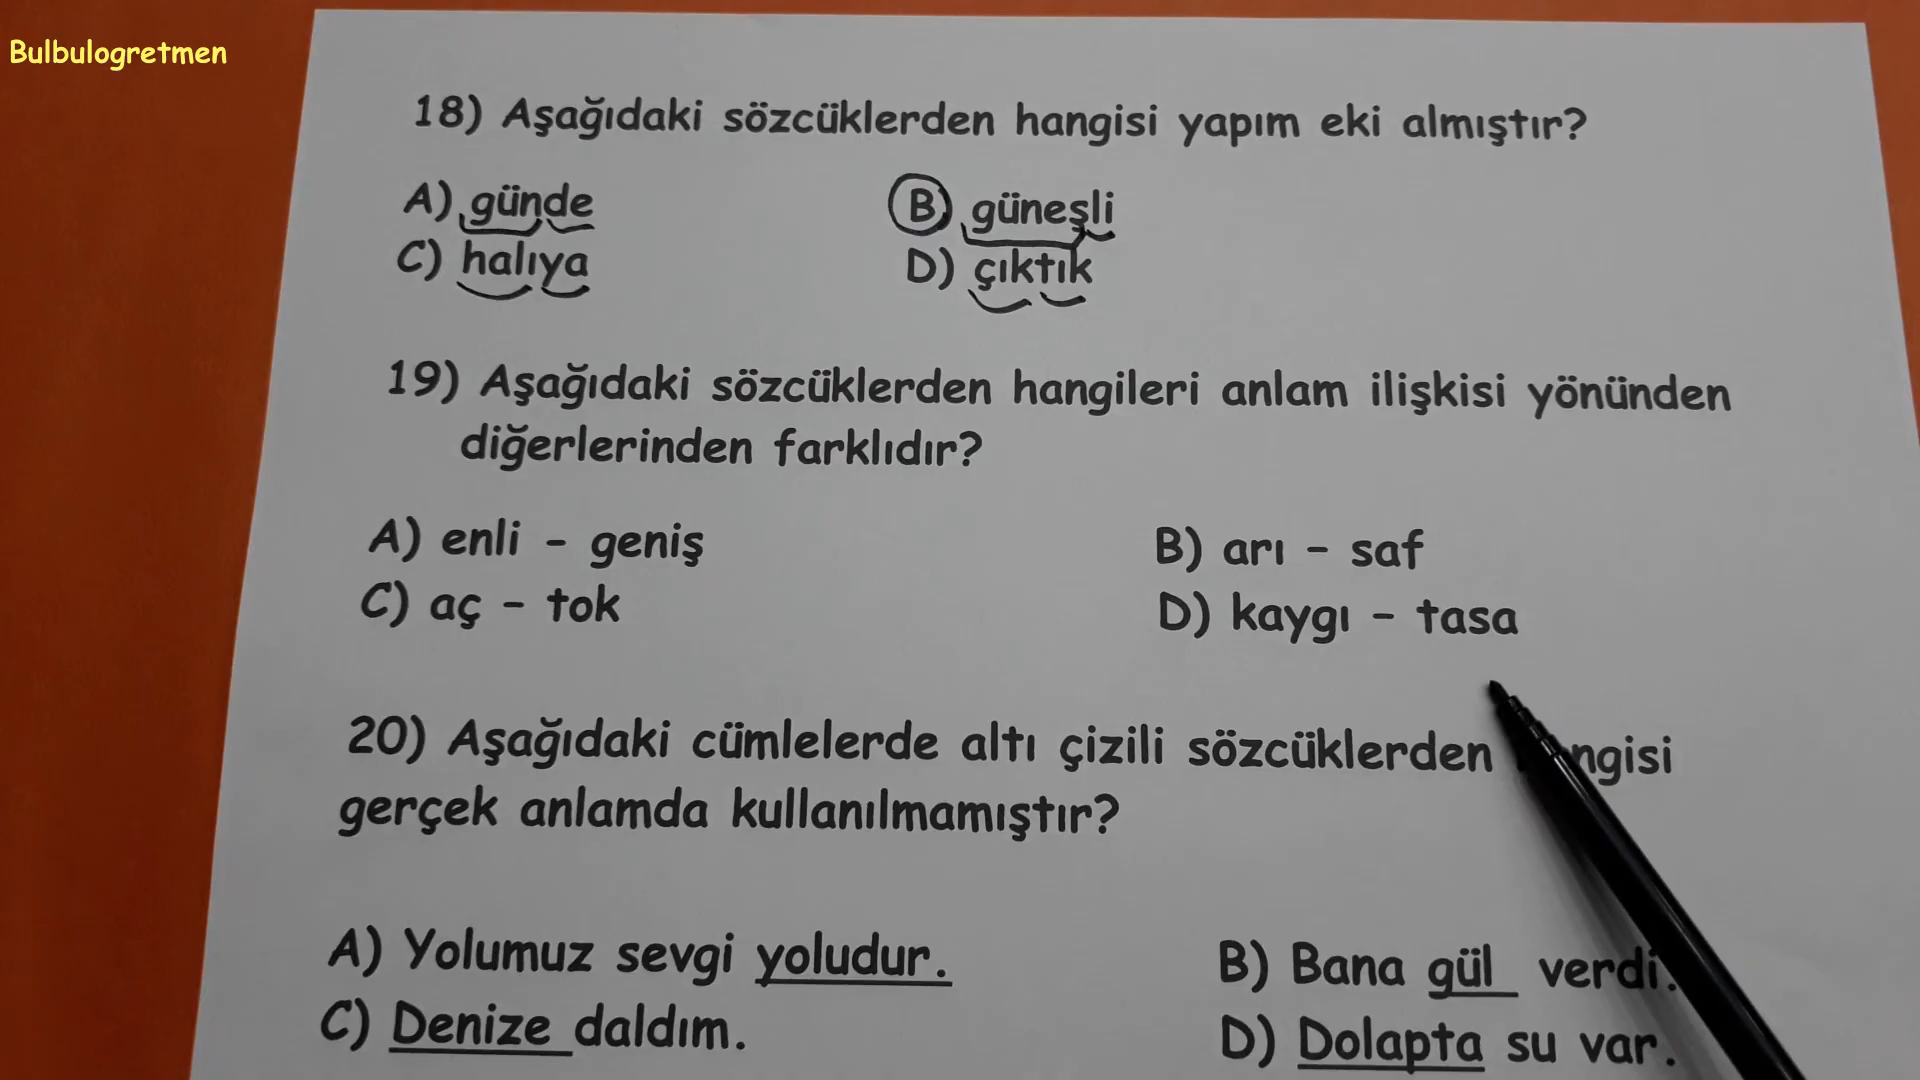 Bulbulogretmen
18) Aşağıdaki sözcüklerden hangisi yapım eki almıştır?
A) günde B) güneşli
C) halıya D) çıktık
19) Aşağıdaki sözcüklerden hangileri anlam ilişkisi yönünden
diğerlerinden farklıdır?
A) enli - geniş B) arı - saf
C) aç - tok D) kaygı - tasa
20) Aşağıdaki cümlelerde altı çizili sözcüklerden
gerçek anlamda kullanılmamıştır?
A) Yolumuz sevgi yoludur. B) Bana gül verdi.
C) Denize daldım. D) Dolapta su var.